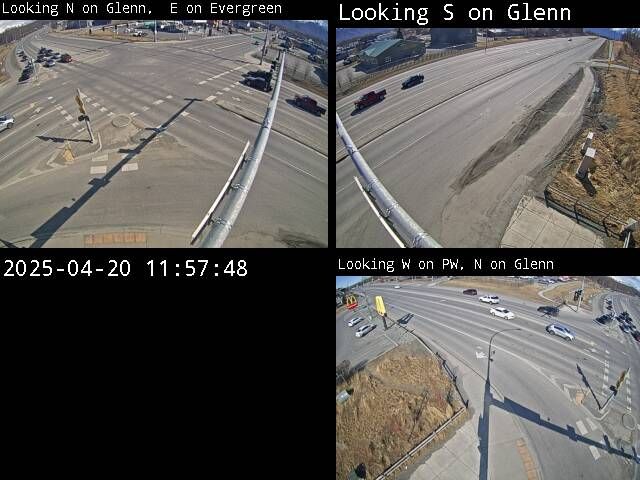 Looking N on Glenn,  E on Evergreen
Looking S on Glenn
2025-04-20 11:57:48
Looking W on PW, N on Glenn